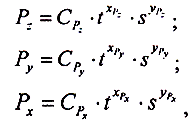 P_z = C_{P_z} · t^{x_{P_z}} · s^{y_{P_z}} ;
P_y = C_{P_y} · t^{x_{P_y}} · s^{y_{P_y}} ;
P_x = C_{P_x} · t^{x_{P_x}} · s^{y_{P_x}} ,